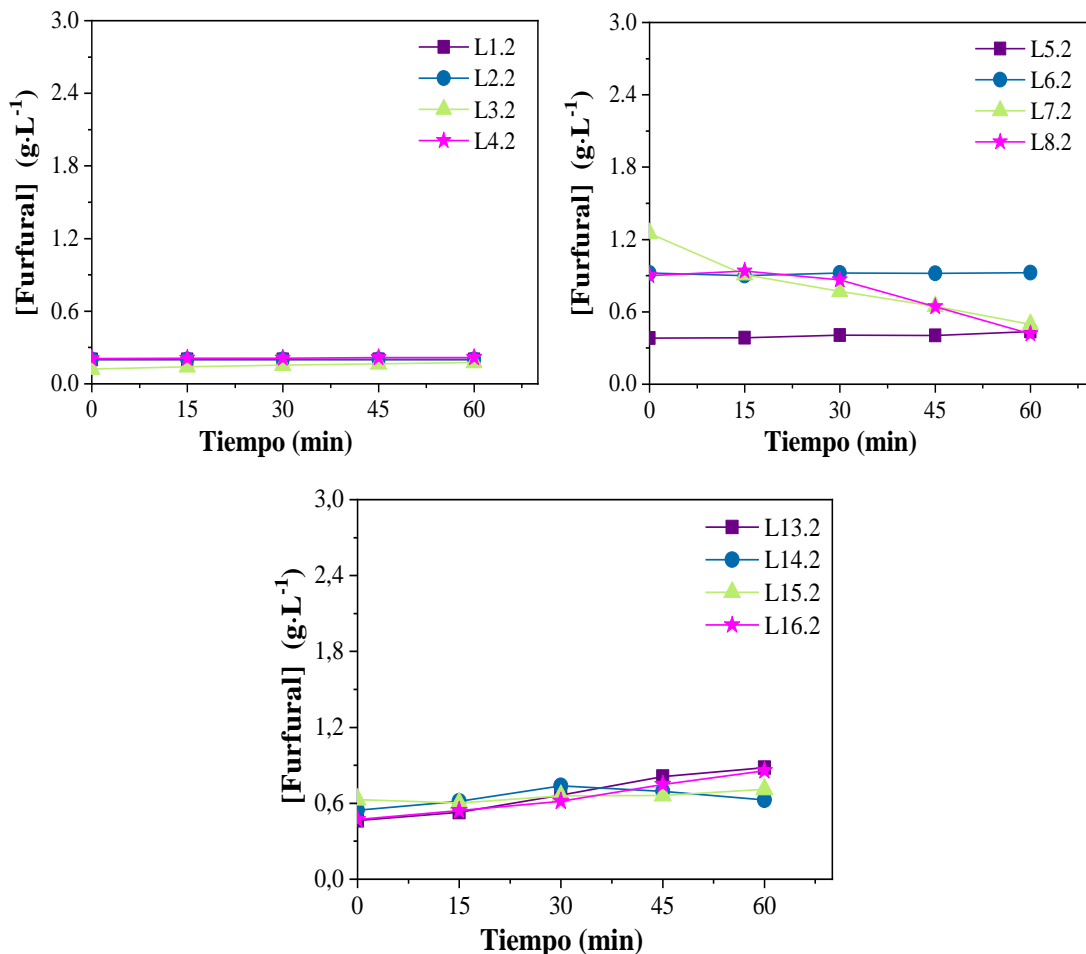 [Furfural] (g·L⁻¹)
3.0
2.4
1.8
1.2
0.6
0.0
L1.2
L2.2
L3.2
L4.2
0 15 30 45 60
Tiempo (min)
[Furfural] (g·L⁻¹)
3.0
2.4
1.8
1.2
0.6
0.0
L5.2
L6.2
L7.2
L8.2
0 15 30 45 60
Tiempo (min)
[Furfural] (g·L⁻¹)
3,0
2,4
1,8
1,2
0,6
0,0
L13.2
L14.2
L15.2
L16.2
0 15 30 45 60
Tiempo (min)